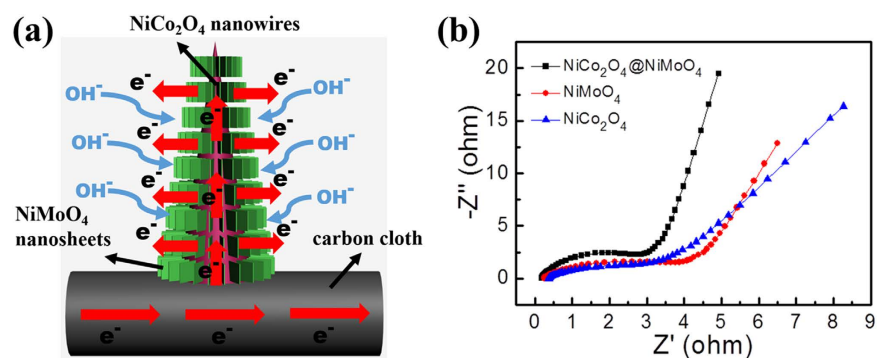 (a)
NiCo₂O₄ nanowires
e⁻ e⁻
OH⁻ OH⁻
e⁻
e⁻ e⁻
OH⁻ OH⁻
e⁻
e⁻ e⁻
OH⁻ OH⁻
e⁻ e⁻
NiMoO₄
nanosheets
carbon cloth
e⁻
e⁻ e⁻ e⁻
(b)
NiCo₂O₄@NiMoO₄
NiMoO₄
NiCo₂O₄
-Z'' (ohm)
20
15
10
5
0
0 1 2 3 4 5 6 7 8 9
Z' (ohm)